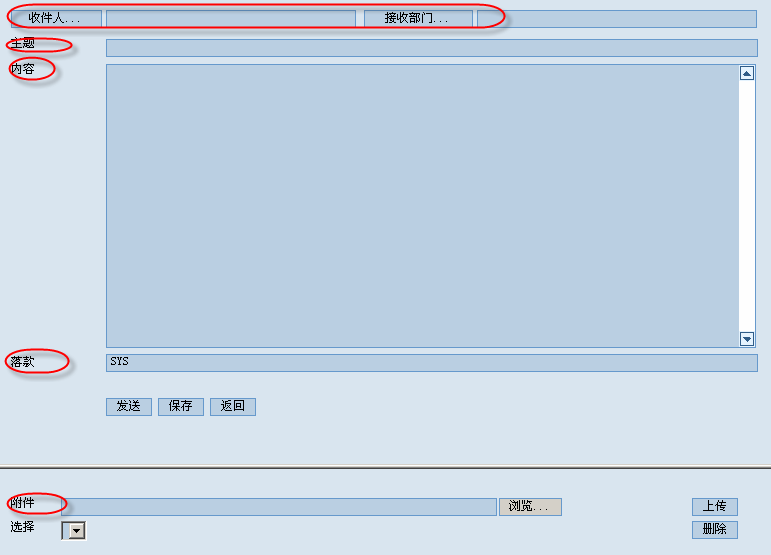 收件人... 接收部门...
主题
内容
落款 SYS
发送 保存 返回
附件 浏览... 上传
选择 删除